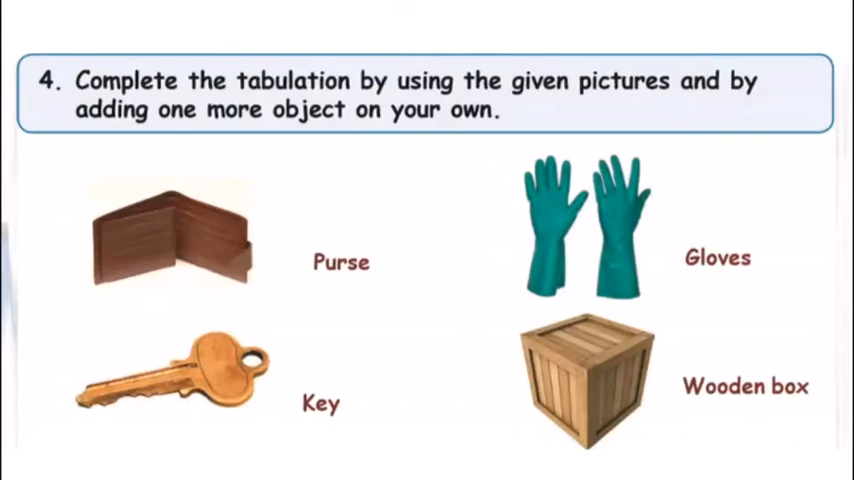 4. Complete the tabulation by using the given pictures and by
adding one more object on your own.
Purse
Gloves
Key
Wooden box